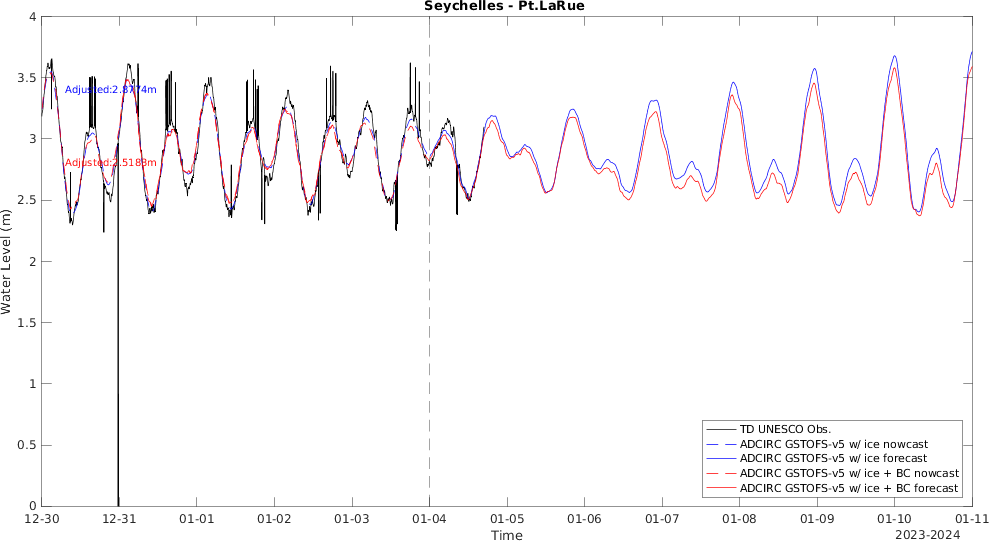 Seychelles - Pt.LaRue
4
3.5
3
2.5
2
1.5
1
0.5
0
Water Level (m)
Adjusted:2.8774m
Adjusted:2.5188m
TD UNESCO Obs.
ADCIRC GSTOFS-v5 w/ ice nowcast
ADCIRC GSTOFS-v5 w/ ice forecast
ADCIRC GSTOFS-v5 w/ ice + BC nowcast
ADCIRC GSTOFS-v5 w/ ice + BC forecast
12-30 12-31 01-01 01-02 01-03 01-04 01-05 01-06 01-07 01-08 01-09 01-10 01-11
Time
2023-2024